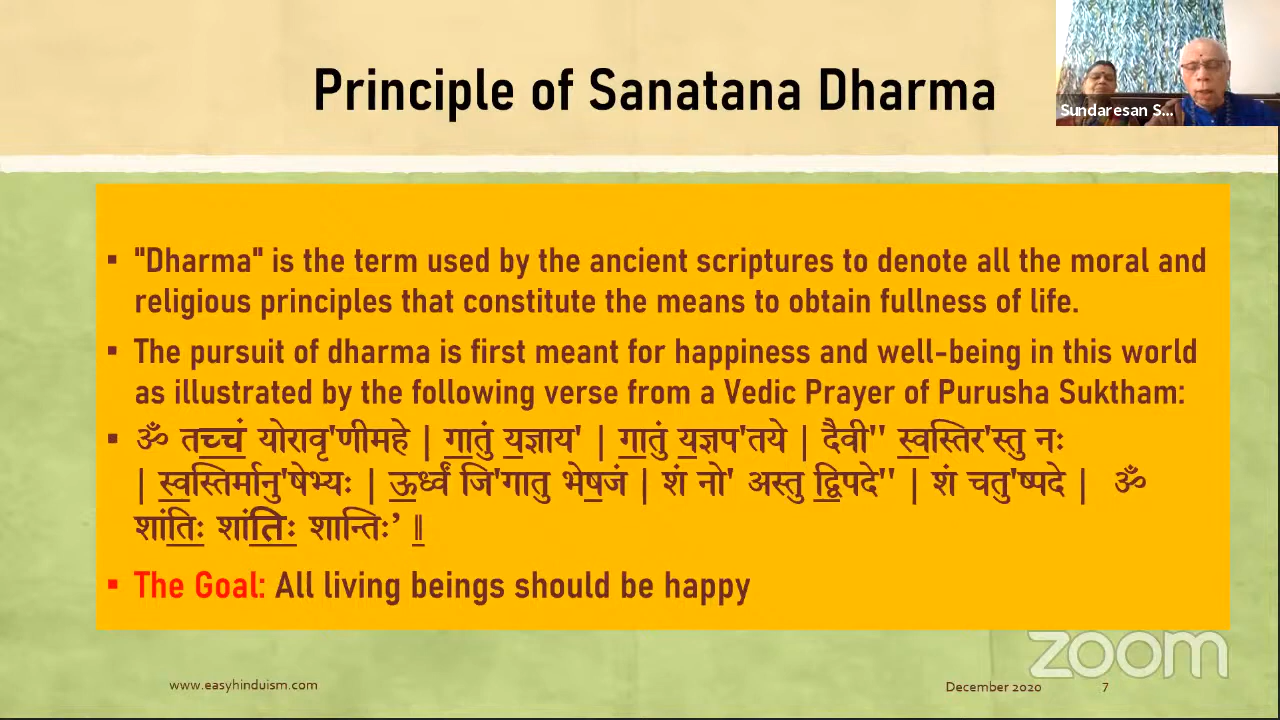 Principle of Sanatana Dharma
Sundaresan S...
▪ "Dharma" is the term used by the ancient scriptures to denote all the moral and
religious principles that constitute the means to obtain fullness of life.
▪ The pursuit of dharma is first meant for happiness and well-being in this world
as illustrated by the following verse from a Vedic Prayer of Purusha Suktham:
▪ ॐ तच्चं योरावृ'णीमहे | गातुं यज्ञाय' | गातुं यज्ञप'तये | दैवी'' स्वस्तिर'स्तु नः
| स्वस्तिर्मानु'षेभ्यः | ऊर्ध्वं जि'गातु भेषजं | शं नो' अस्तु द्विपदे'' | शं चतु'ष्पदे | ॐ
शांतिः शांतिः शान्तिः’ ॥
▪ The Goal: All living beings should be happy
zoom
www.easyhinduism.com
December 2020
7